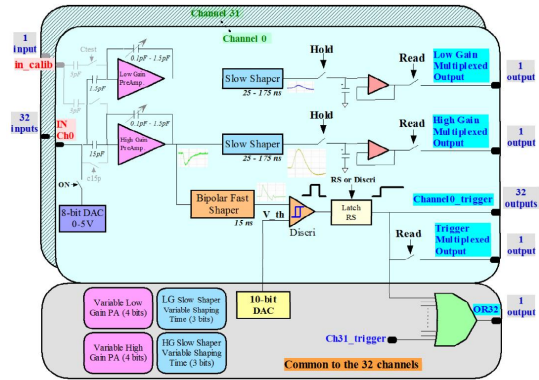 Channel 31
Channel 0
1
input
in_calib
3pF
Ctest
0.1pF - 1.5pF
Low Gain
PreAmp.
1.5pF
3pF
Ctest
0.1pF - 1.5pF
32
inputs
IN
Ch0
15pF
High Gain
PreAmp.
c15p
ON
8-bit DAC
0-5V
Slow Shaper
25 - 175 ns
Hold
Read
Low Gain
Multiplexed
Output
1
output
Slow Shaper
25 - 175 ns
Hold
Read
High Gain
Multiplexed
Output
1
output
Bipolar Fast
Shaper
15 ns
V_th
Discri
RS or Discri
Latch
RS
Channel0_trigger
32
outputs
Read
Trigger
Multiplexed
Output
1
output
Variable Low
Gain PA (4 bits)
LG Slow Shaper
Variable Shaping
Time (3 bits)
10-bit
DAC
Variable High
Gain PA (4 bits)
HG Slow Shaper
Variable Shaping
Time (3 bits)
Ch31_trigger
OR32
1
output
Common to the 32 channels